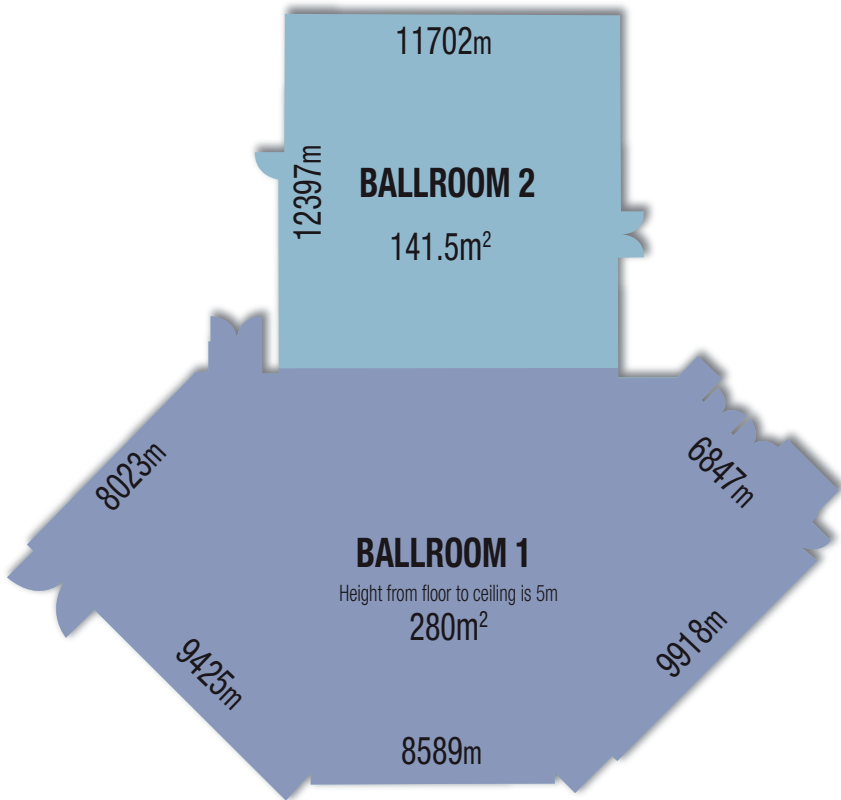 11702m
12397m
BALLROOM 2
141.5m²
8023m
6847m
BALLROOM 1
Height from floor to ceiling is 5m
280m²
9425m
9918m
8589m